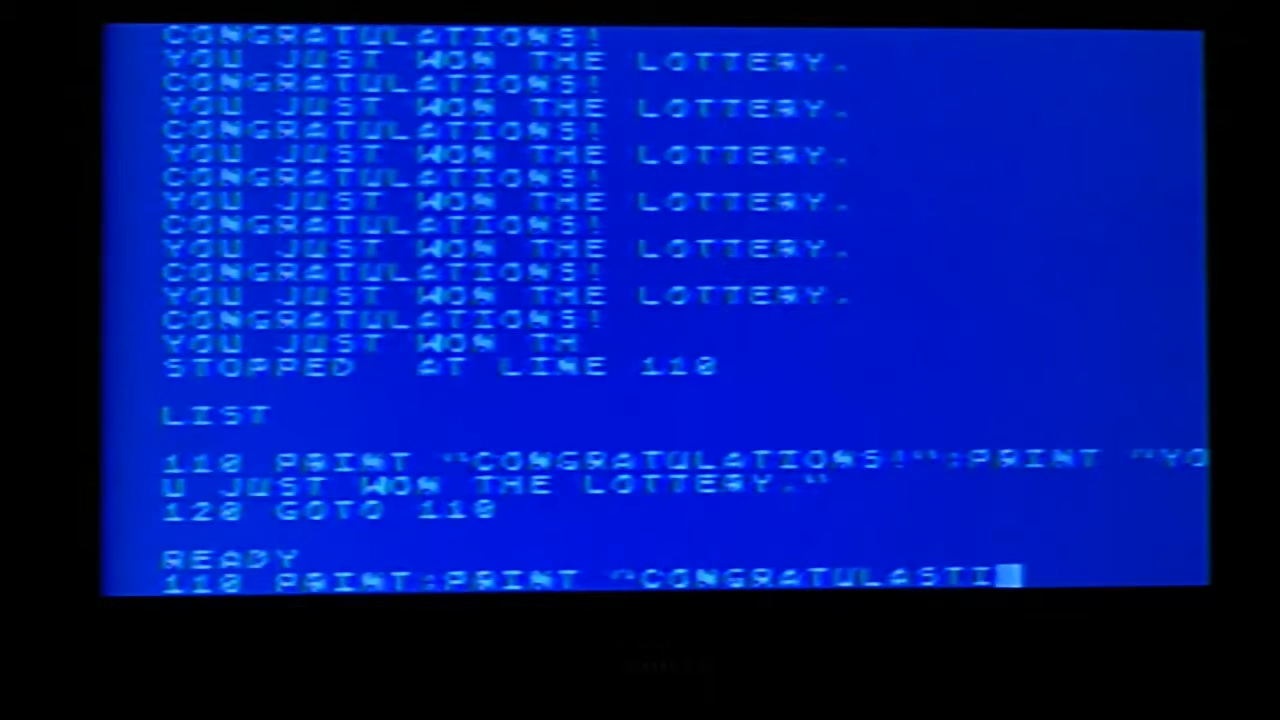 CONGRATULATIONS!
YOU JUST WON THE LOTTERY.
CONGRATULATIONS!
YOU JUST WON THE LOTTERY.
CONGRATULATIONS!
YOU JUST WON THE LOTTERY.
CONGRATULATIONS!
YOU JUST WON THE LOTTERY.
CONGRATULATIONS!
YOU JUST WON THE LOTTERY.
CONGRATULATIONS!
YOU JUST WON THE LOTTERY.
CONGRATULATIONS!
YOU JUST WON TH
STOPPED AT LINE 110
LIST
110 PRINT "CONGRATULATIONS!":PRINT "YO
U JUST WON THE LOTTERY."
120 GOTO 110
READY
110 PRINT:PRINT "CONGRATULASTI